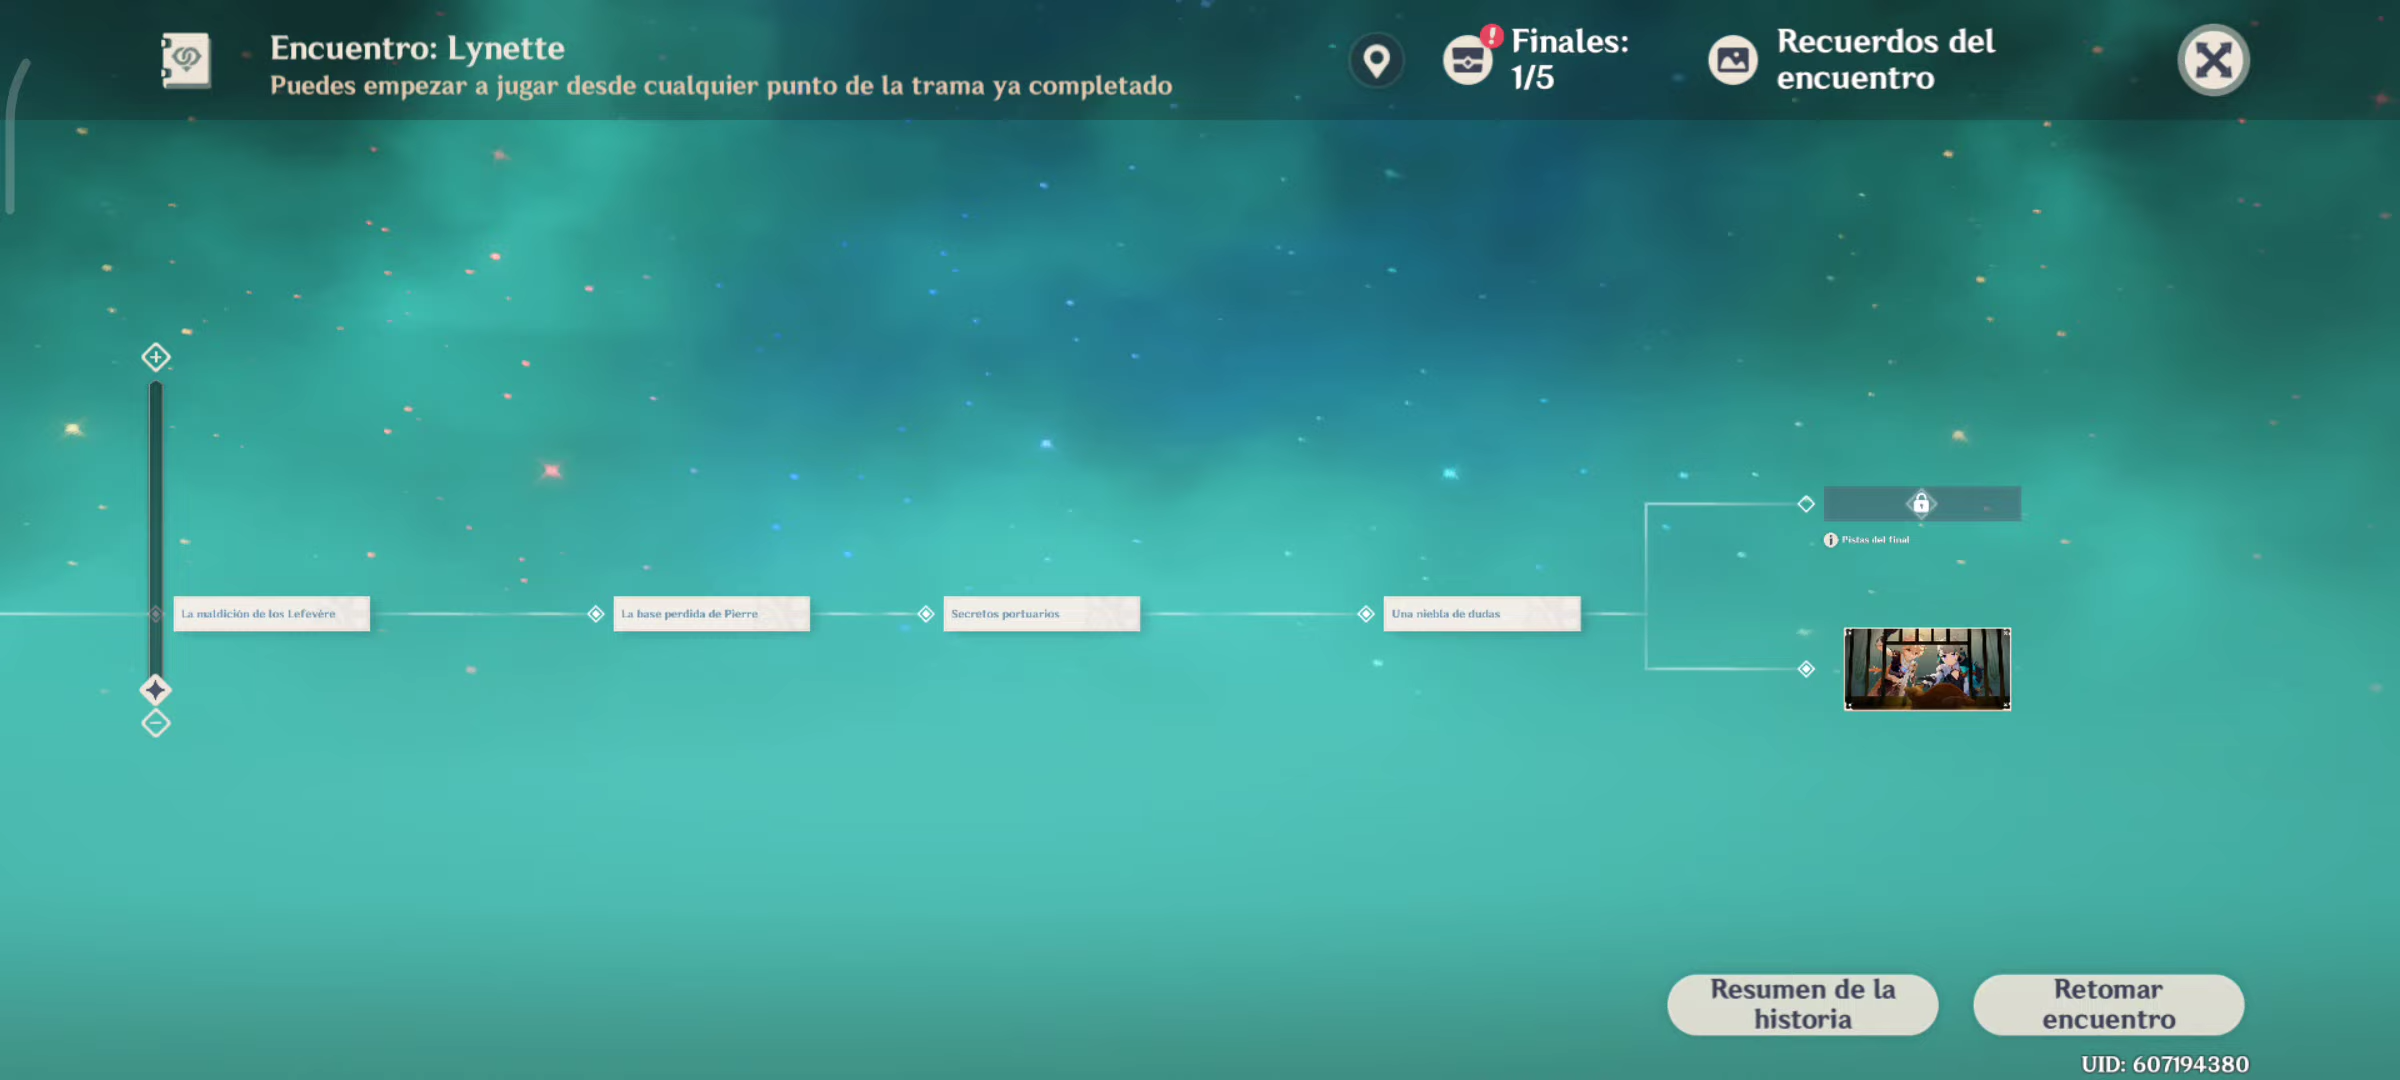 Encuentro: Lynette
Puedes empezar a jugar desde cualquier punto de la trama ya completado
Finales:
1/5
Recuerdos del
encuentro
Pistas del final
La maldición de los Lefevère
La base perdida de Pierre
Secretos portuarios
Una niebla de dudas
Resumen de la
historia
Retomar
encuentro
UID: 607194380